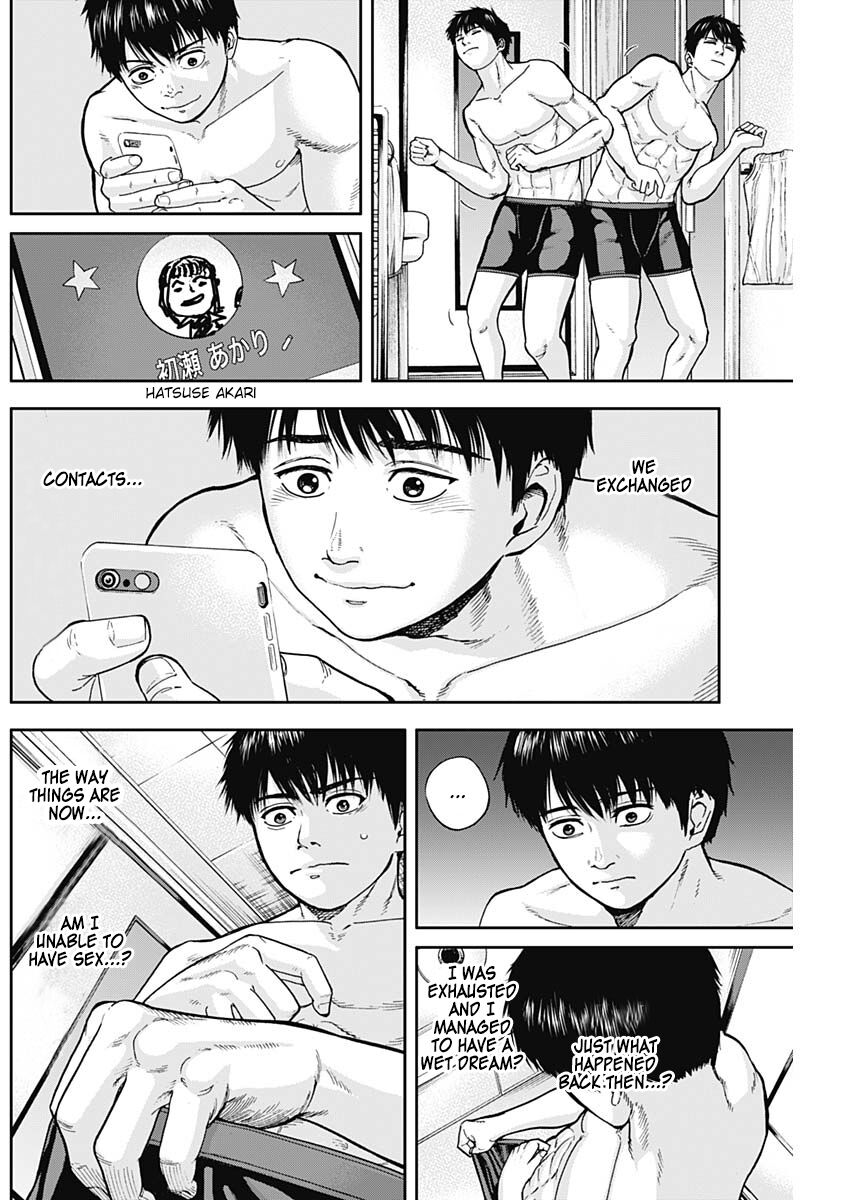 初瀬 あかり
HATSUSE AKARI
WE
EXCHANGED
CONTACTS...
...
THE WAY
THINGS ARE
NOW...
AM I
UNABLE TO
HAVE SEX...?
JUST WHAT
HAPPENED
BACK THEN...?
I WAS
EXHAUSTED
AND I
MANAGED
TO HAVE A
WET DREAM?